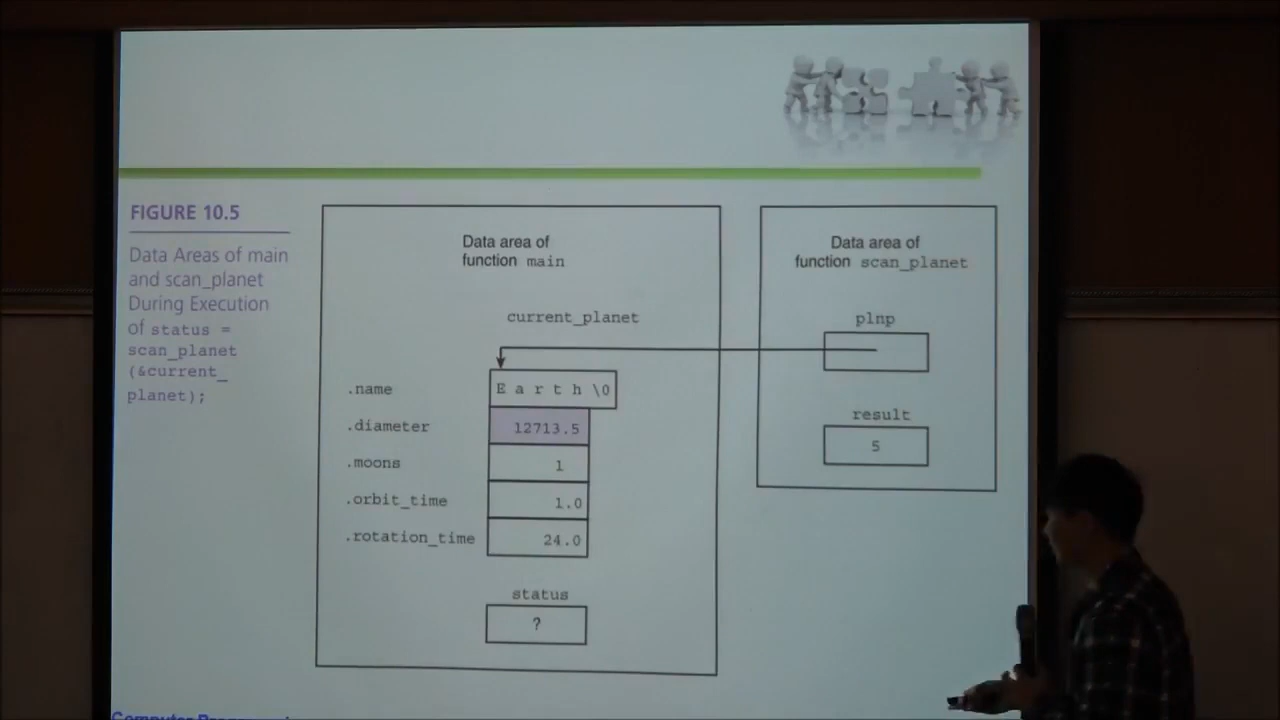 FIGURE 10.5
Data Areas of main
and scan_planet
During Execution
of status =
scan_planet
(&current_
planet);
Data area of
function main
current_planet
.name E a r t h \0
.diameter 12713.5
.moons 1
.orbit_time 1.0
.rotation_time 24.0
status
?
Data area of
function scan_planet
plnp
result
5
Computer